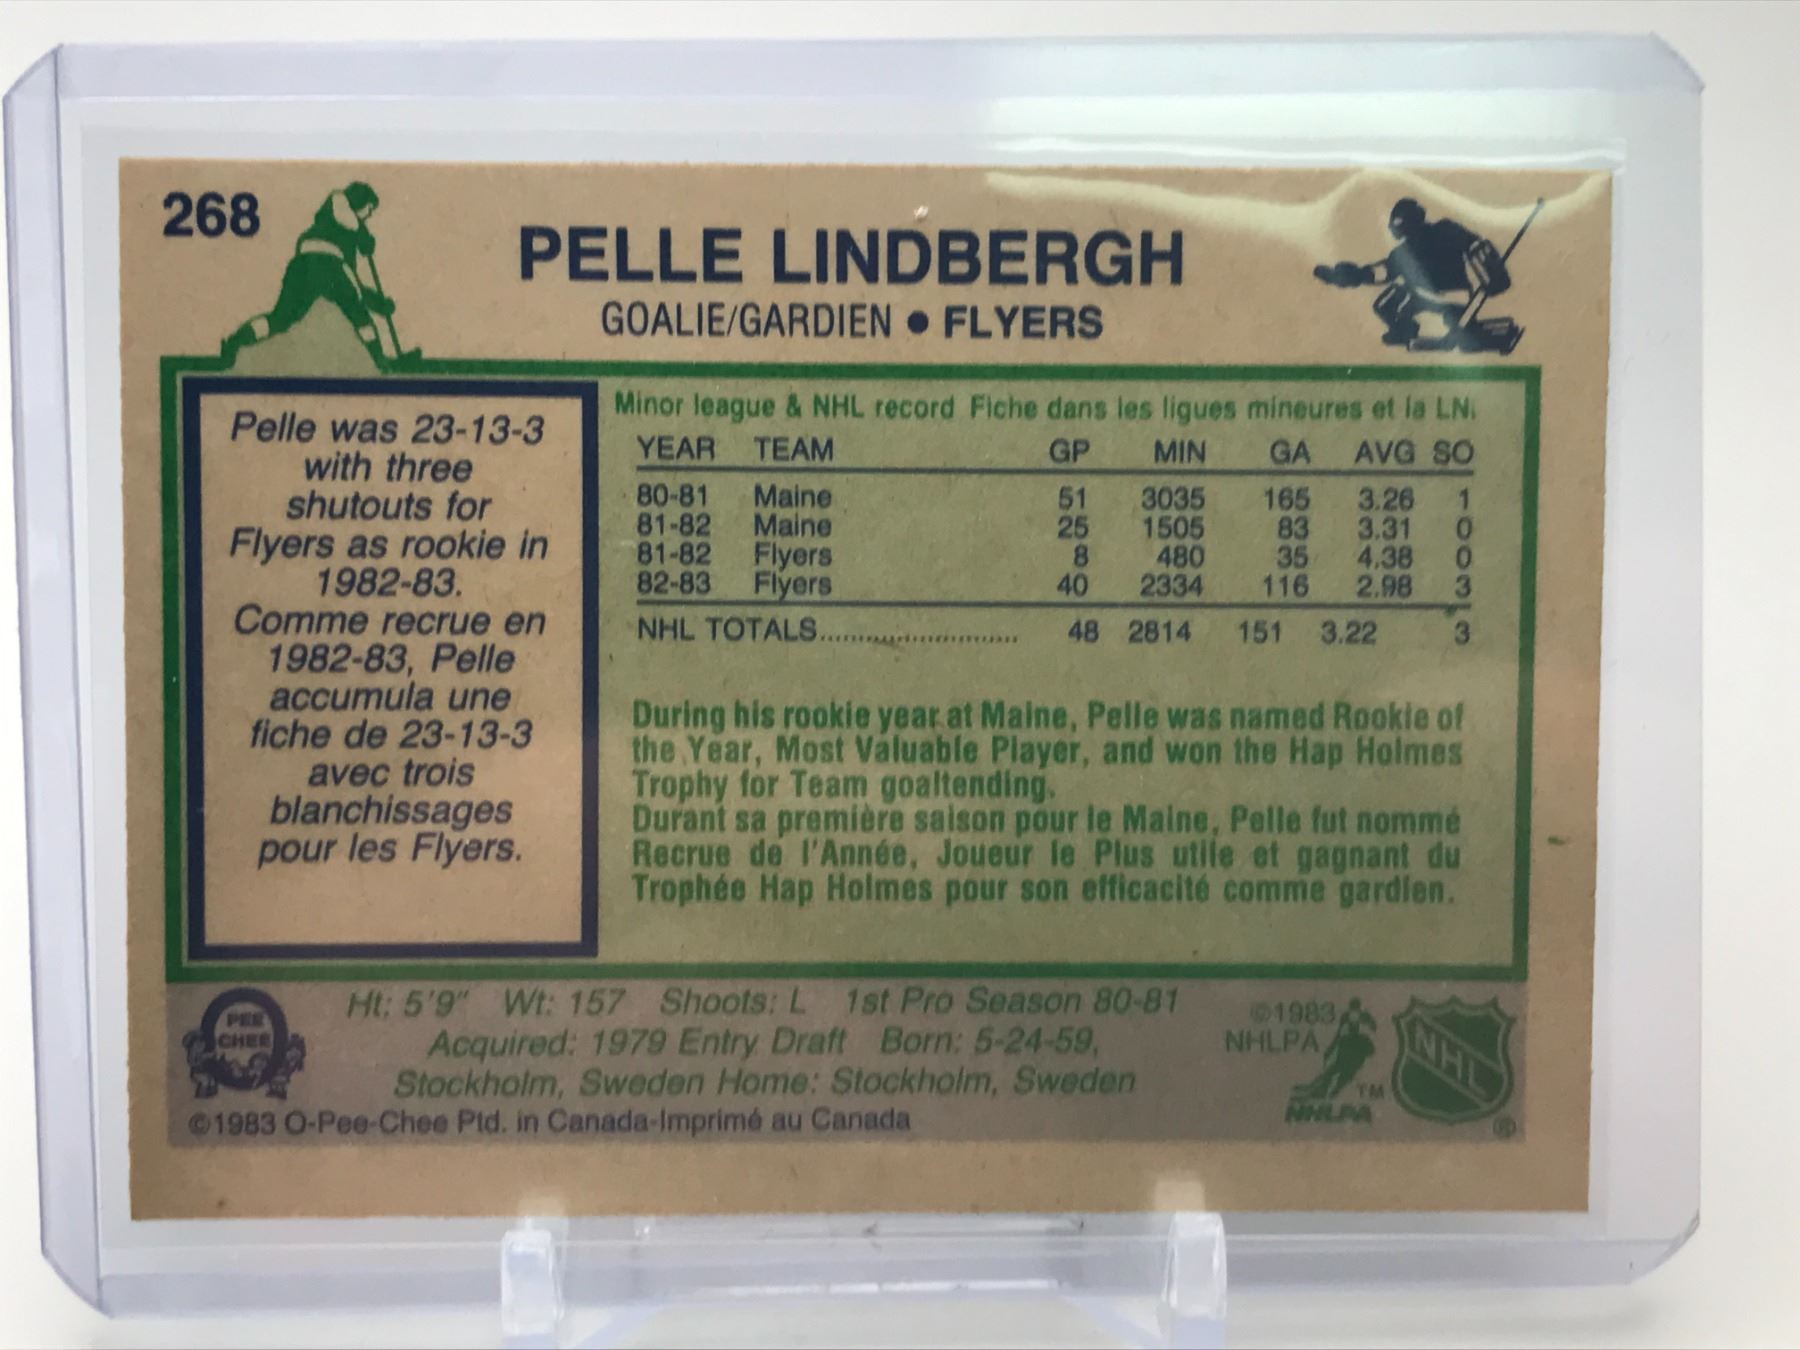 268
PELLE LINDBERGH
GOALIE/GARDIEN ● FLYERS
Pelle was 23-13-3
with three
shutouts for
Flyers as rookie in
1982-83.
Comme recrue en
1982-83, Pelle
accumula une
fiche de 23-13-3
avec trois
blanchissages
pour les Flyers.
Minor league & NHL record Fiche dans les ligues mineures et la LN
YEAR TEAM GP MIN GA AVG SO
80-81 Maine 51 3035 165 3.26 1
81-82 Maine 25 1505 83 3.31 0
81-82 Flyers 8 480 35 4.38 0
82-83 Flyers 40 2334 116 2.98 3
NHL TOTALS............................ 48 2814 151 3.22 3
During his rookie year at Maine, Pelle was named Rookie of
the Year, Most Valuable Player, and won the Hap Holmes
Trophy for Team goaltending.
Durant sa première saison pour le Maine, Pelle fut nommé
Recrue de l'Année, Joueur le Plus utile et gagnant du
Trophée Hap Holmes pour son efficacité comme gardien.
PEE
CHEE
Ht: 5'9" Wt: 157 Shoots: L 1st Pro Season 80-81
Acquired: 1979 Entry Draft Born: 5-24-59,
Stockholm, Sweden Home: Stockholm, Sweden
©1983 O-Pee-Chee Ptd. in Canada-Imprimé au Canada
©1983
NHLPA
TM
NHLPA
NHL
®